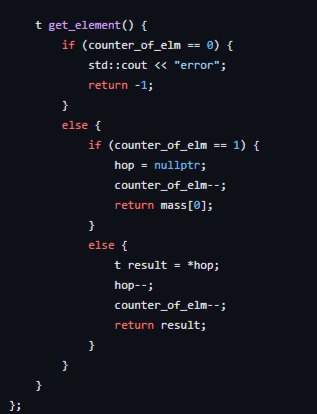 t get_element() {
if (counter_of_elm == 0) {
std::cout << "error";
return -1;
}
else {
if (counter_of_elm == 1) {
hop = nullptr;
counter_of_elm--;
return mass[0];
}
else {
t result = *hop;
hop--;
counter_of_elm--;
return result;
}
}
}
};